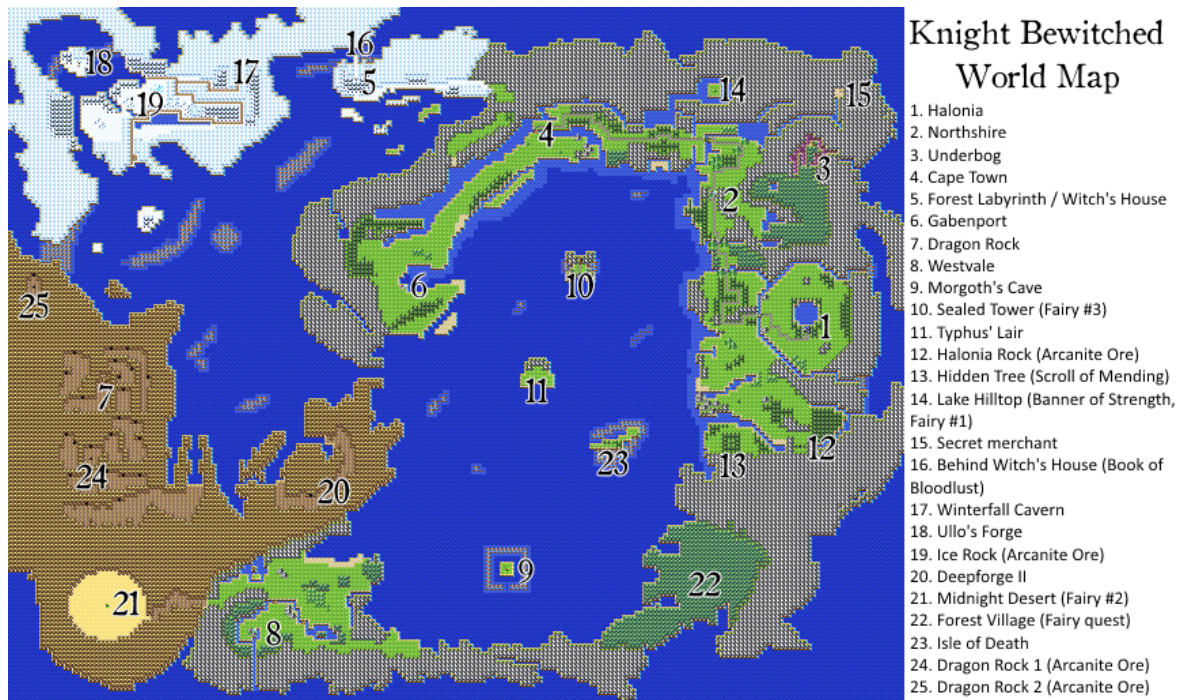 Knight Bewitched
World Map
1. Halonia
2. Northshire
3. Underbog
4. Cape Town
5. Forest Labyrinth / Witch's House
6. Gabenport
7. Dragon Rock
8. Westvale
9. Morgoth's Cave
10. Sealed Tower (Fairy #3)
11. Typhus' Lair
12. Halonia Rock (Arcanite Ore)
13. Hidden Tree (Scroll of Mending)
14. Lake Hilltop (Banner of Strength,
Fairy #1)
15. Secret merchant
16. Behind Witch's House (Book of
Bloodlust)
17. Winterfall Cavern
18. Ullo's Forge
19. Ice Rock (Arcanite Ore)
20. Deepforge II
21. Midnight Desert (Fairy #2)
22. Forest Village (Fairy quest)
23. Isle of Death
24. Dragon Rock 1 (Arcanite Ore)
25. Dragon Rock 2 (Arcanite Ore)
16
18
17
5
14
15
19
4
3
2
10
6
25
1
11
7
12
23
13
24
20
9
22
21
8